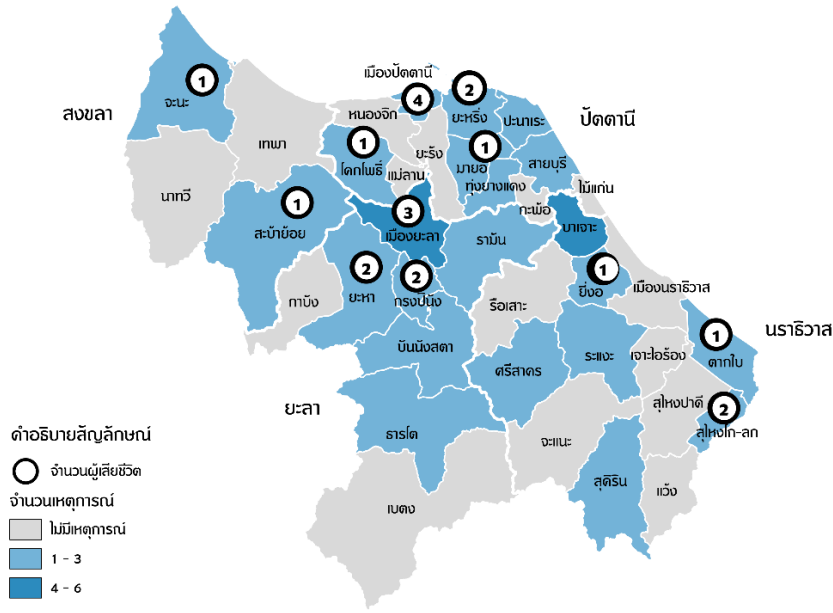 1
จะนะ
สงขลา
เทพา
นาทวี
1
สะบ้าย้อย
เมืองปัตตานี
4
หนองจิก
1
โคกโพธิ์
แม่ลาน
ยะรัง
2
ยะหริ่ง
ปะนาเระ
ปัตตานี
1
มายอ
ทุ่งยางแดง
สายบุรี
ไม้แก่น
กะพ้อ
3
เมืองยะลา
รามัน
บาเจาะ
1
ยี่งอ
เมืองนราธิวาส
นราธิวาส
2
ยะหา
2
กรงปินัง
กาบัง
รือเสาะ
บันนังสตา
ศรีสาคร
ระแงะ
เจาะไอร้อง
1
ตากใบ
สุไหงปาดี
2
สุไหงโก-ลก
ยะลา
ธารโต
จะแนะ
สุคิริน
แว้ง
เบตง
คำอธิบายสัญลักษณ์
จำนวนผู้เสียชีวิต
จำนวนเหตุการณ์
ไม่มีเหตุการณ์
1 - 3
4 - 6